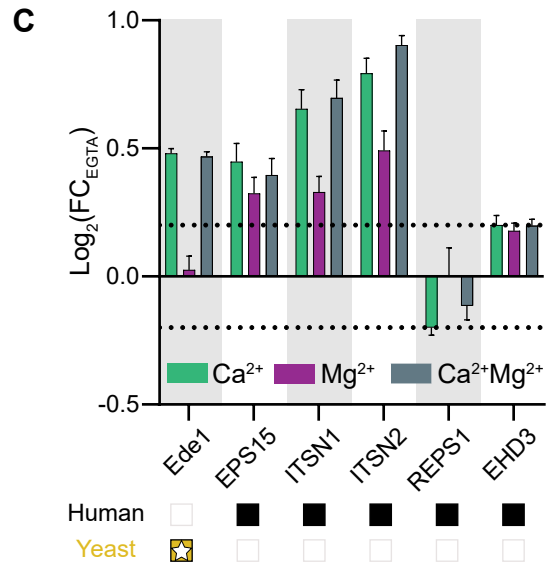 C
Log₂(FC_EGTA)
1.0
0.5
0.0
-0.5
Ca²⁺ Mg²⁺ Ca²⁺Mg²⁺
Ede1 EPS15 ITSN1 ITSN2 REPS1 EHD3
Human
Yeast